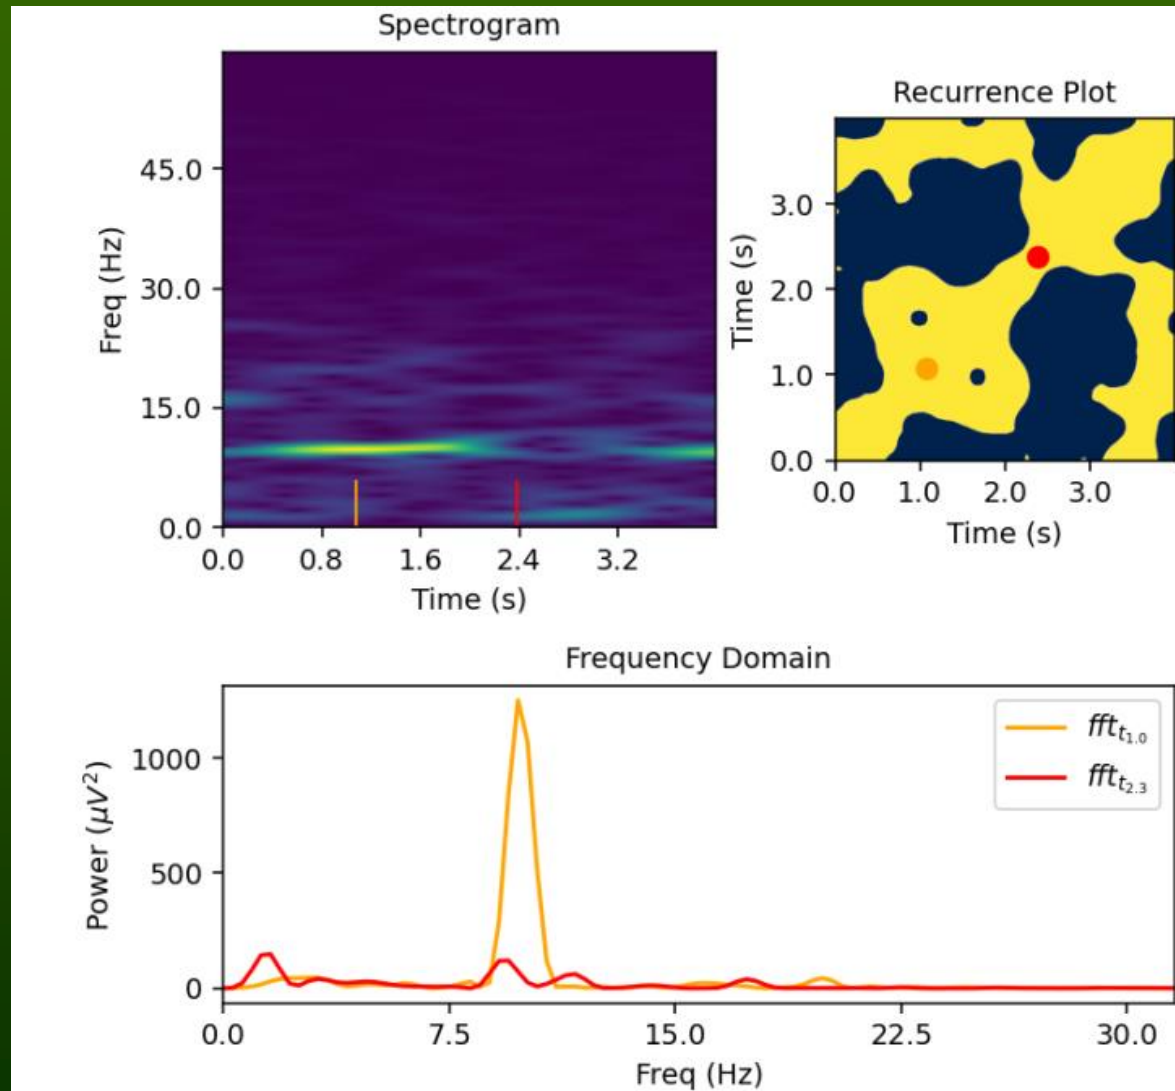 Spectrogram
Freq (Hz)
45.0
30.0
15.0
0.0
0.0 0.8 1.6 2.4 3.2
Time (s)
Recurrence Plot
Time (s)
3.0
2.0
1.0
0.0
0.0 1.0 2.0 3.0
Time (s)
Frequency Domain
Power (μV²)
1000
500
0
fft_{t_{1.0}}
fft_{t_{2.3}}
0.0 7.5 15.0 22.5 30.0
Freq (Hz)